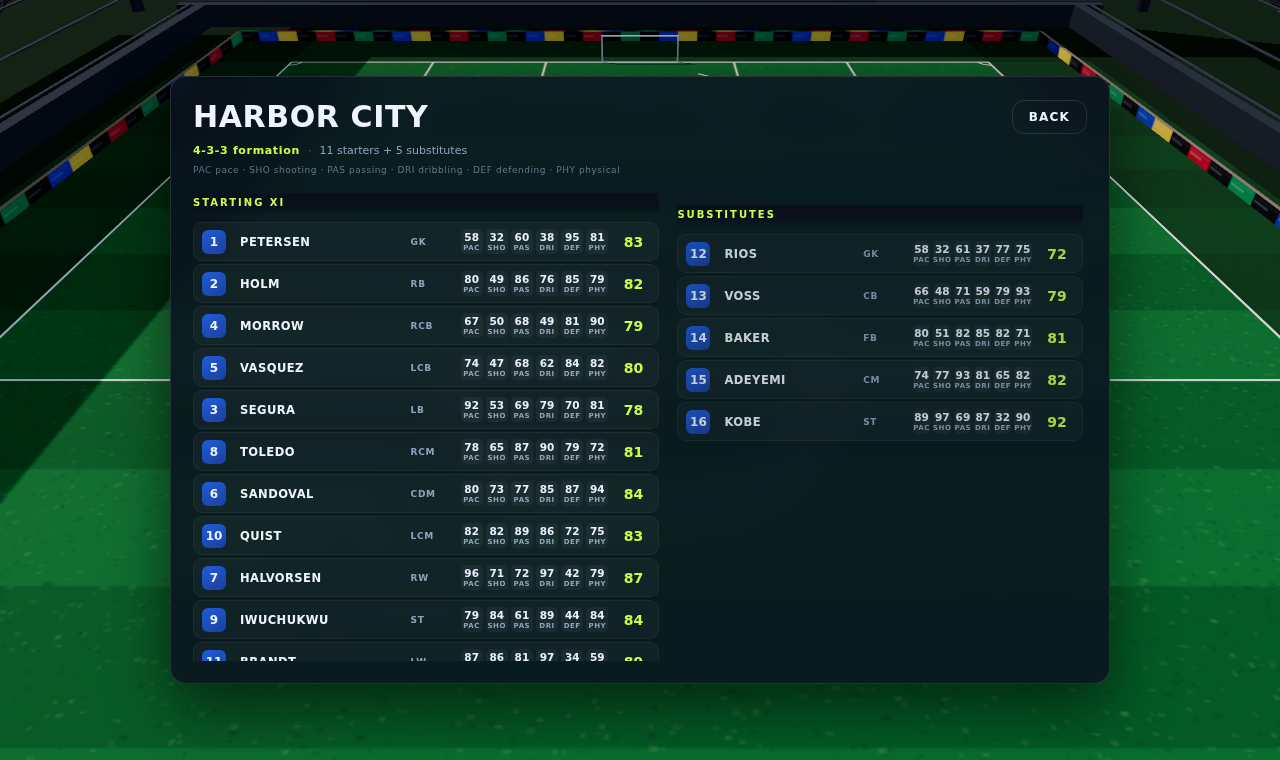 HARBOR CITY
BACK
4-3-3 formation · 11 starters + 5 substitutes
PAC pace · SHO shooting · PAS passing · DRI dribbling · DEF defending · PHY physical
STARTING XI
1 PETERSEN GK 58 32 60 38 95 81 83
PAC SHO PAS DRI DEF PHY
2 HOLM RB 80 49 86 76 85 79 82
PAC SHO PAS DRI DEF PHY
4 MORROW RCB 67 50 68 49 81 90 79
PAC SHO PAS DRI DEF PHY
5 VASQUEZ LCB 74 47 68 62 84 82 80
PAC SHO PAS DRI DEF PHY
3 SEGURA LB 92 53 69 79 70 81 78
PAC SHO PAS DRI DEF PHY
8 TOLEDO RCM 78 65 87 90 79 72 81
PAC SHO PAS DRI DEF PHY
6 SANDOVAL CDM 80 73 77 85 87 94 84
PAC SHO PAS DRI DEF PHY
10 QUIST LCM 82 82 89 86 72 75 83
PAC SHO PAS DRI DEF PHY
7 HALVORSEN RW 96 71 72 97 42 79 87
PAC SHO PAS DRI DEF PHY
9 IWUCHUKWU ST 79 84 61 89 44 84 84
PAC SHO PAS DRI DEF PHY
11 BRANDT LW 87 86 81 97 34 59
SUBSTITUTES
12 RIOS GK 58 32 61 37 77 75 72
PAC SHO PAS DRI DEF PHY
13 VOSS CB 66 48 71 59 79 93 79
PAC SHO PAS DRI DEF PHY
14 BAKER FB 80 51 82 85 82 71 81
PAC SHO PAS DRI DEF PHY
15 ADEYEMI CM 74 77 93 81 65 82 82
PAC SHO PAS DRI DEF PHY
16 KOBE ST 89 97 69 87 32 90 92
PAC SHO PAS DRI DEF PHY